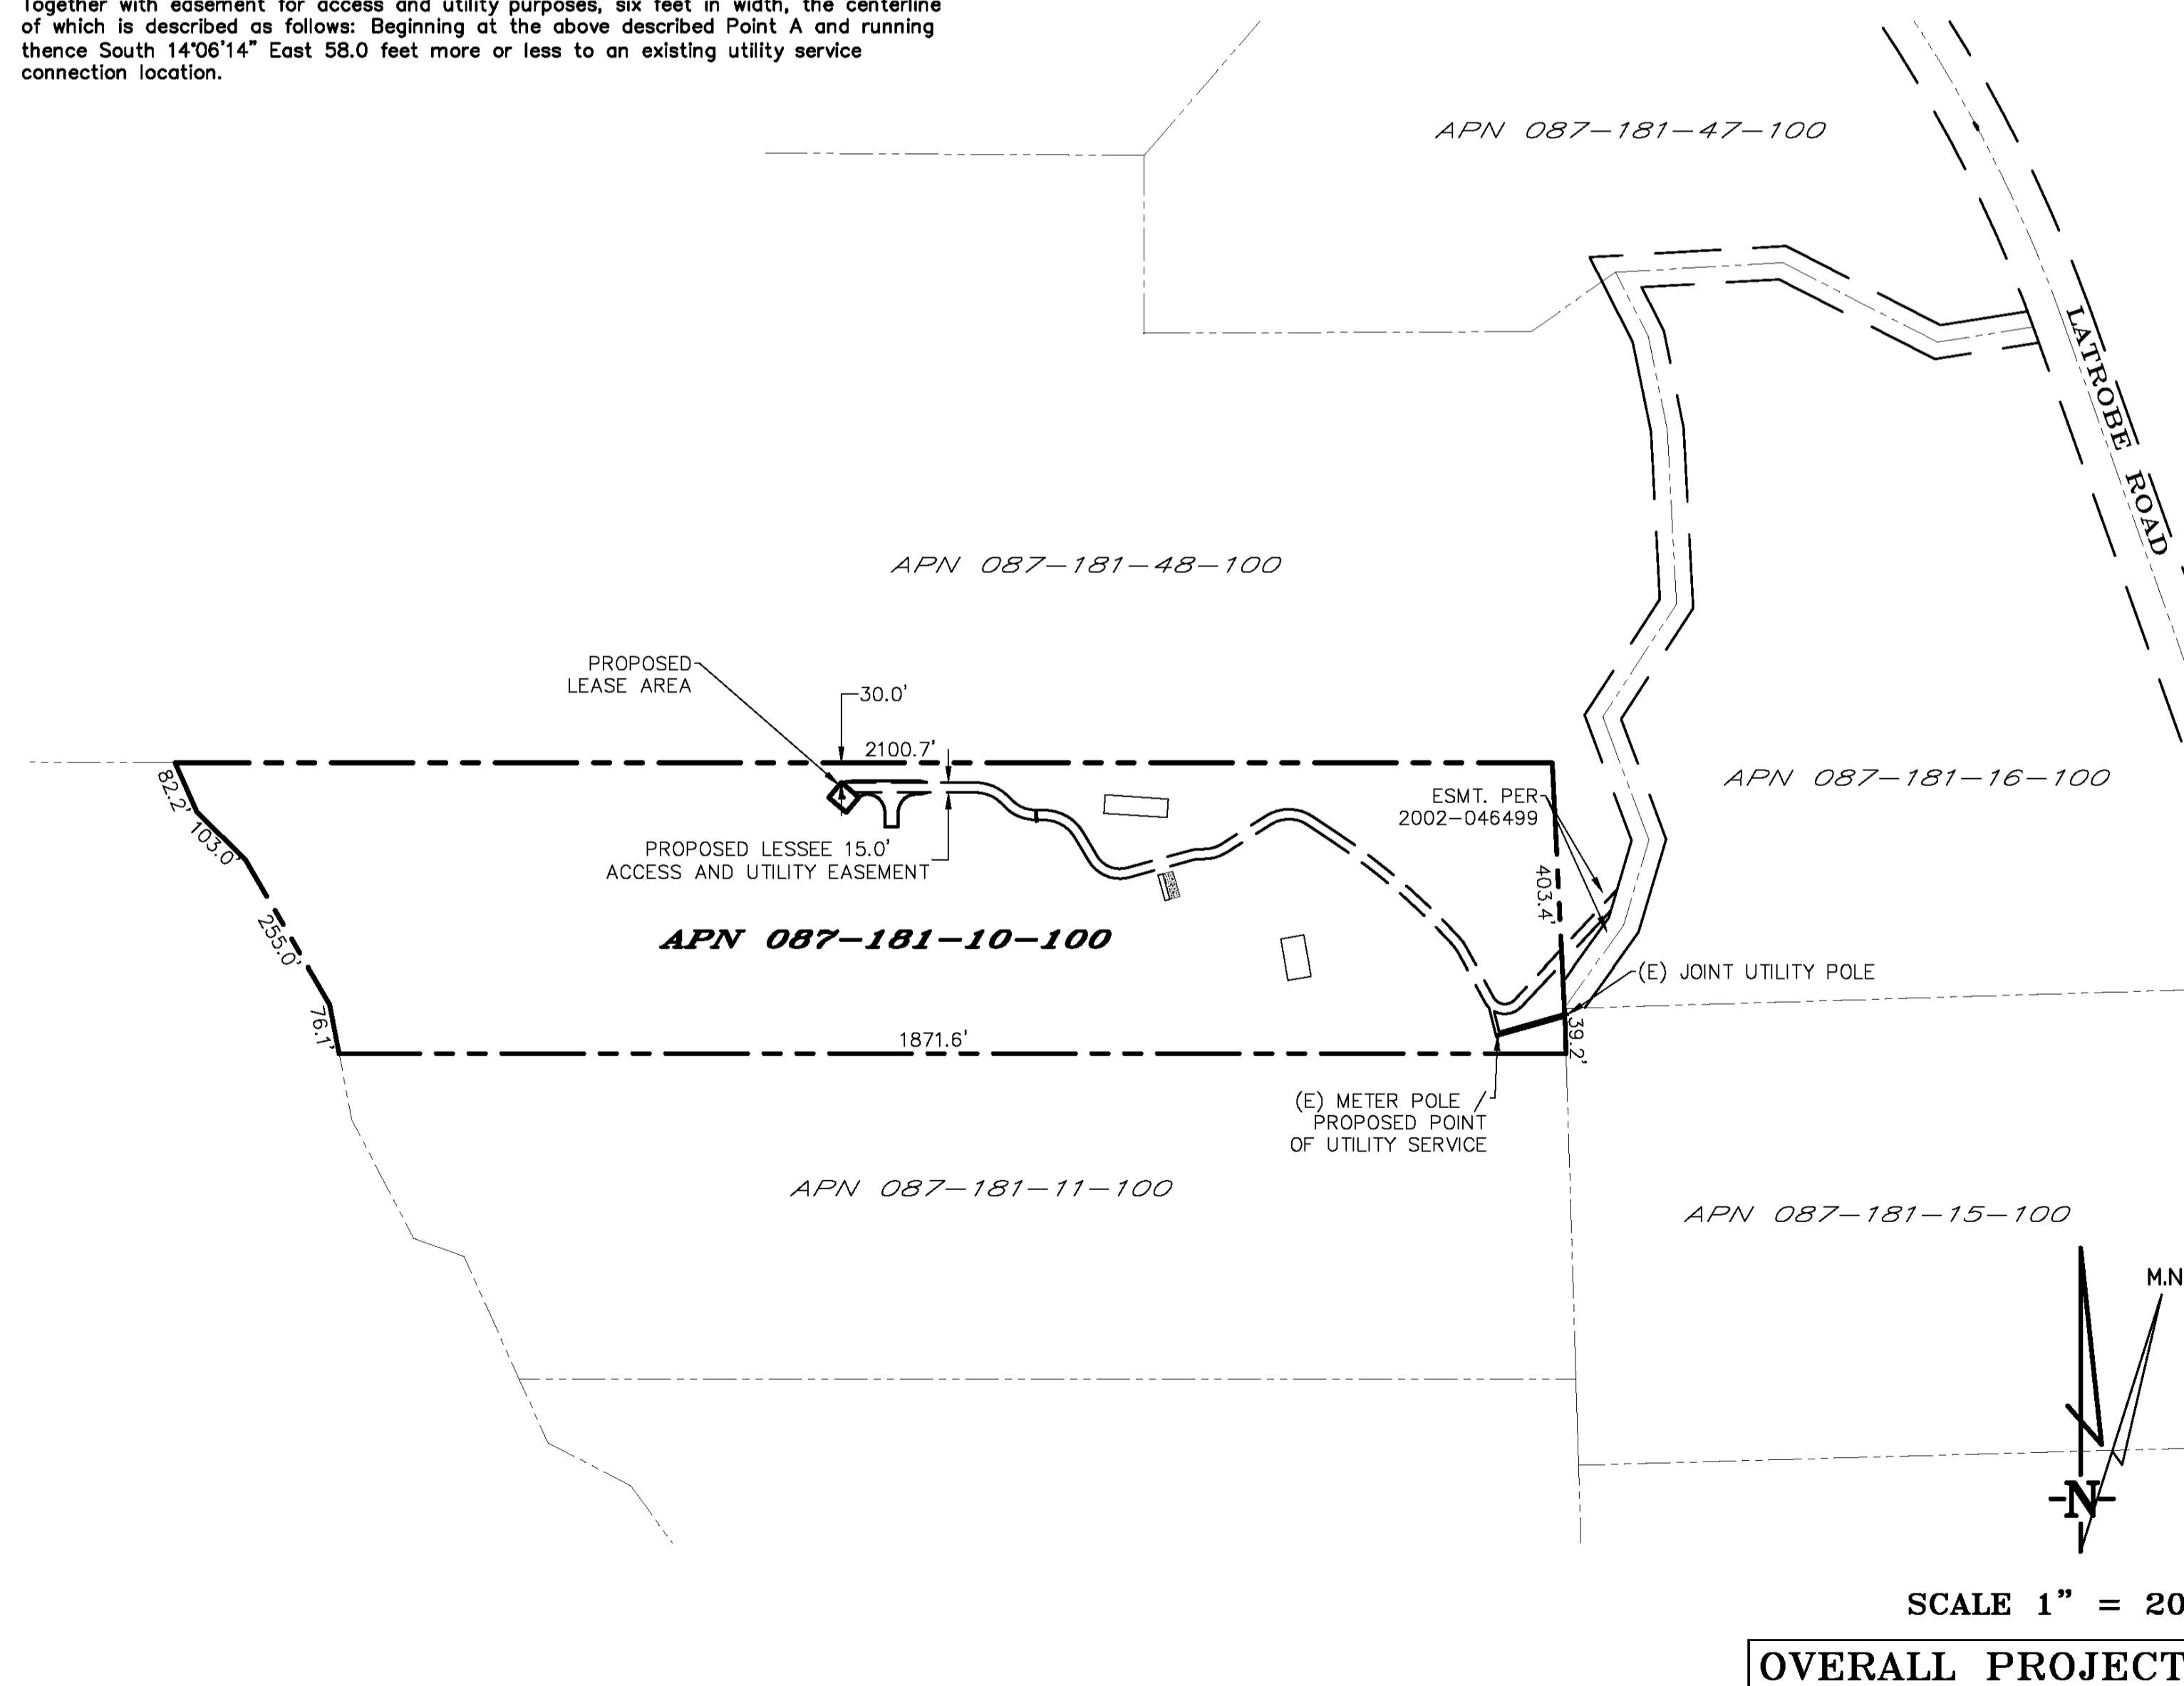 Together with easement for access and utility purposes, six feet in width, the centerline
of which is described as follows: Beginning at the above described Point A and running
thence South 14°06'14" East 58.0 feet more or less to an existing utility service
connection location.
APN 087-181-47-100
LATROBE ROAD
APN 087-181-48-100
PROPOSED
LEASE AREA
30.0'
2100.7'
82.2'
103.0'
255.0'
76.1'
ESMT. PER
2002-046499
APN 087-181-16-100
PROPOSED LESSEE 15.0'
ACCESS AND UTILITY EASEMENT
403.4'
APN 087-181-10-100
(E) JOINT UTILITY POLE
1871.6'
39.2'
(E) METER POLE /
PROPOSED POINT
OF UTILITY SERVICE
APN 087-181-11-100
APN 087-181-15-100
M.N
-N-
SCALE 1" = 20
OVERALL PROJECT